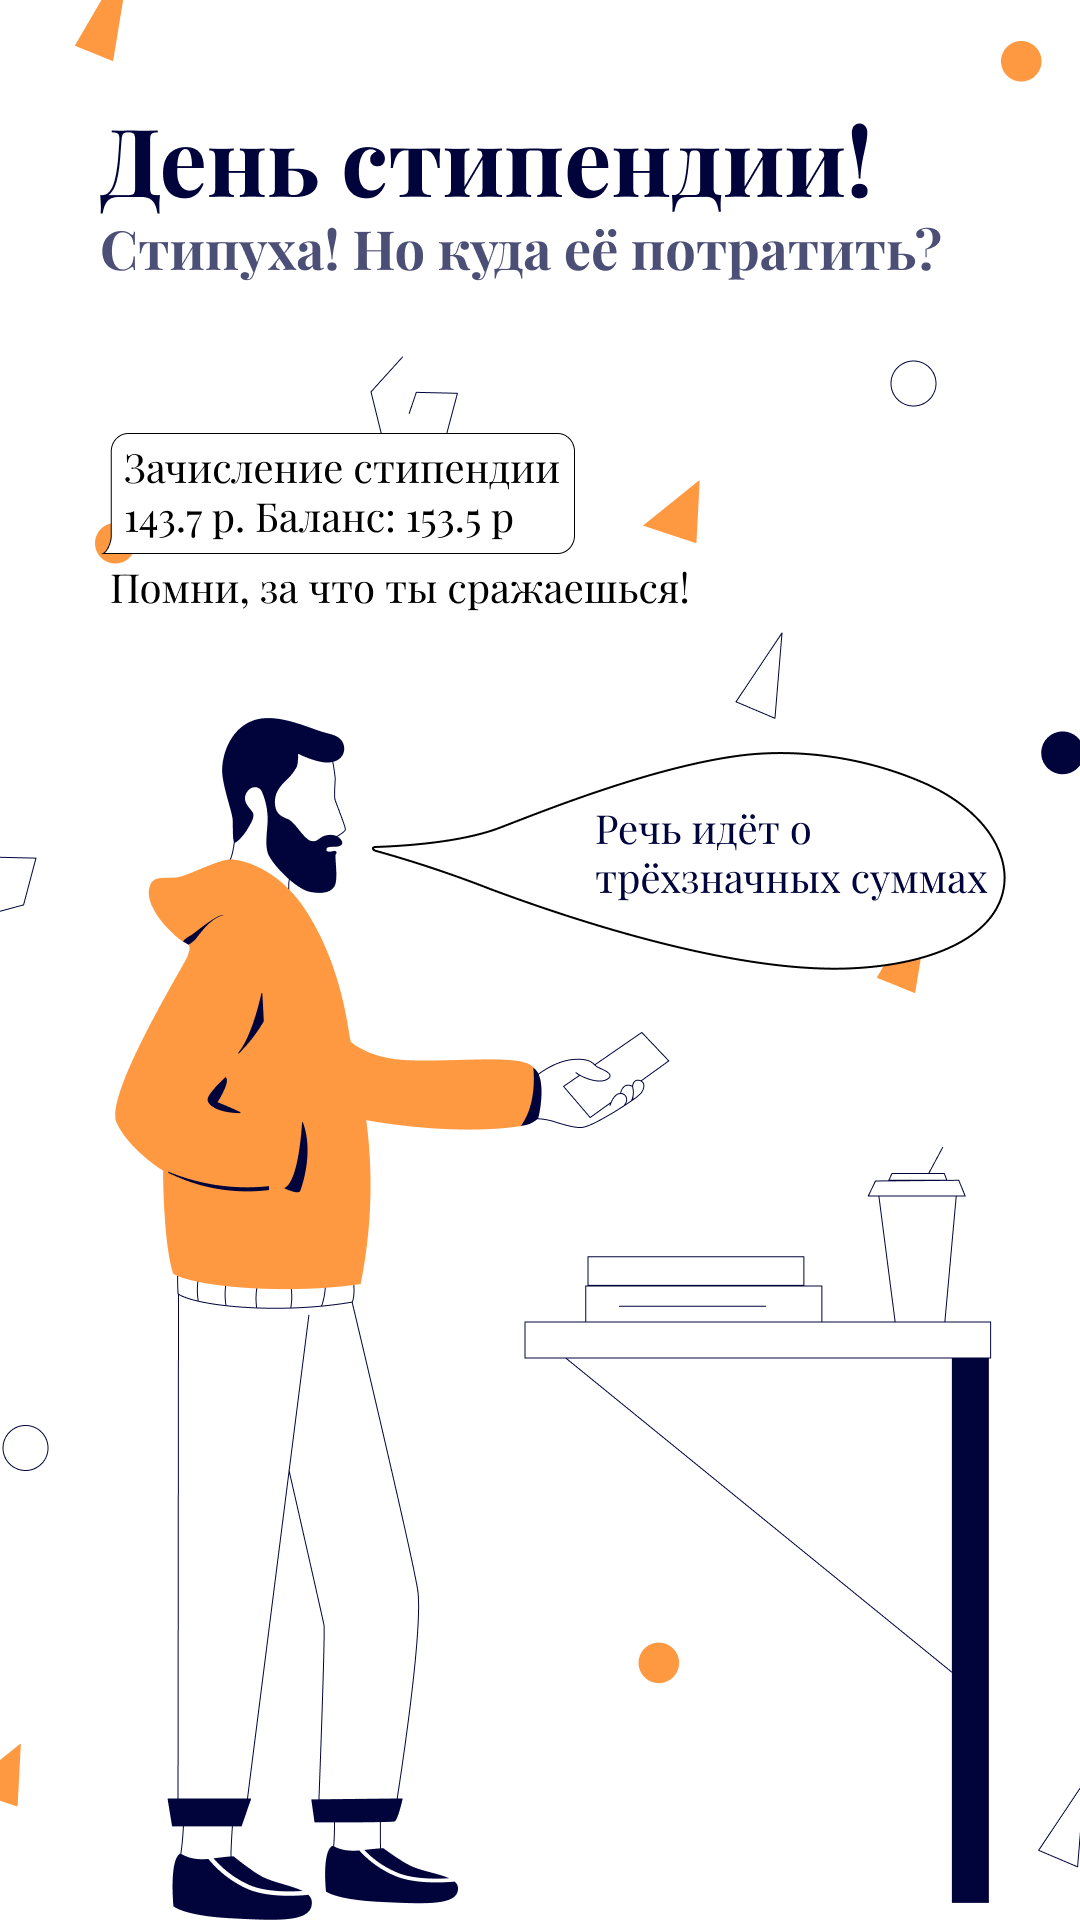 День стипендии!
Стипуха! Но куда её потратить?
Зачисление стипендии
143.7 р. Баланс: 153.5 р
Помни, за что ты сражаешься!
Речь идёт о
трёхзначных суммах